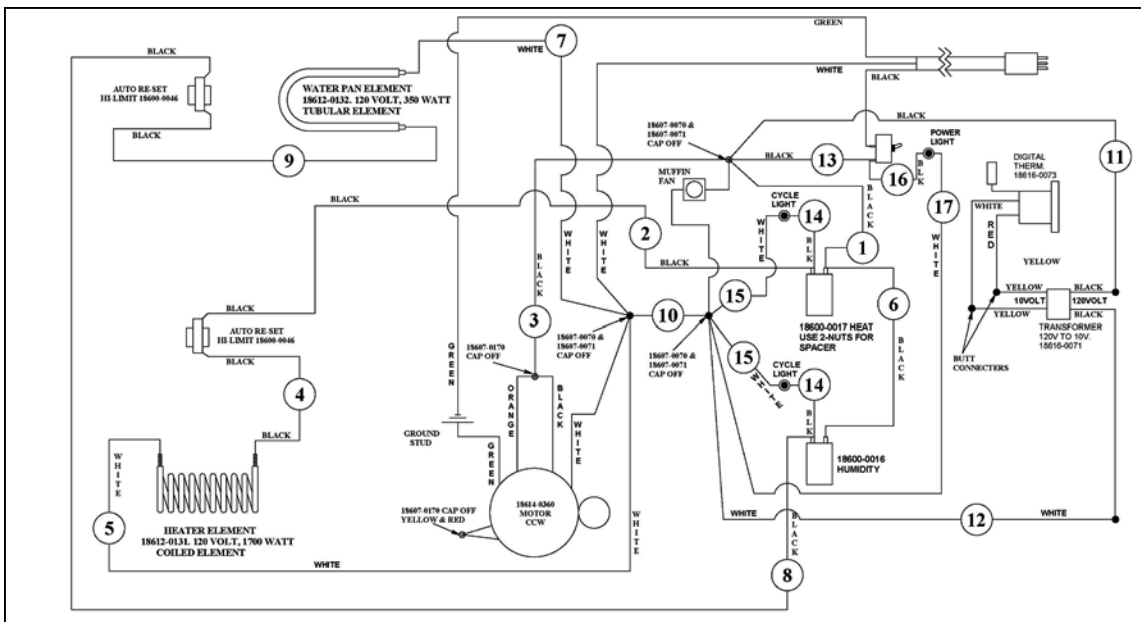 GREEN
BLACK
WHITE
7
WHITE
BLACK
AUTO RE-SET
HI-LIMIT 18600-0046
WATER PAN ELEMENT
18612-0132. 120 VOLT, 350 WATT
TUBULAR ELEMENT
BLACK
9
18607-0070 &
18607-0071
CAP OFF
BLACK
11
POWER
LIGHT
BLACK
13
16
BLK
17
WHITE
DIGITAL
THERM.
18616-0073
WHITE
RED
MUFFIN
FAN
BLACK
CYCLE
LIGHT
14
BLK
1
WHITE
BLACK
2
BLACK
WHITE
WHITE
BLACK
3
10
15
6
BLACK
18600-0017 HEAT
USE 2-NUTS FOR
SPACER
YELLOW
YELLOW
BLACK
10VOLT
120VOLT
YELLOW
BLACK
TRANSFORMER
120V TO 10V.
18616-0071
BUTT
CONNECTERS
BLACK
AUTO RE-SET
HI-LIMIT 18600-0046
BLACK
4
BLACK
18607-0070 &
18607-0071
CAP OFF
18607-0070 &
18607-0071
CAP OFF
18607-0170
CAP OFF
GREEN
ORANGE
BLACK
WHITE
GROUND
STUD
GREEN
15
WHITE
CYCLE
LIGHT
14
BLK
18600-0016
HUMIDITY
18614-0360
MOTOR
CCW
18607-0170 CAP OFF
YELLOW & RED
WHITE
5
HEATER ELEMENT
18612-0131. 120 VOLT, 1700 WATT
COILED ELEMENT
WHITE
WHITE
WHITE
12
WHITE
BLACK
8